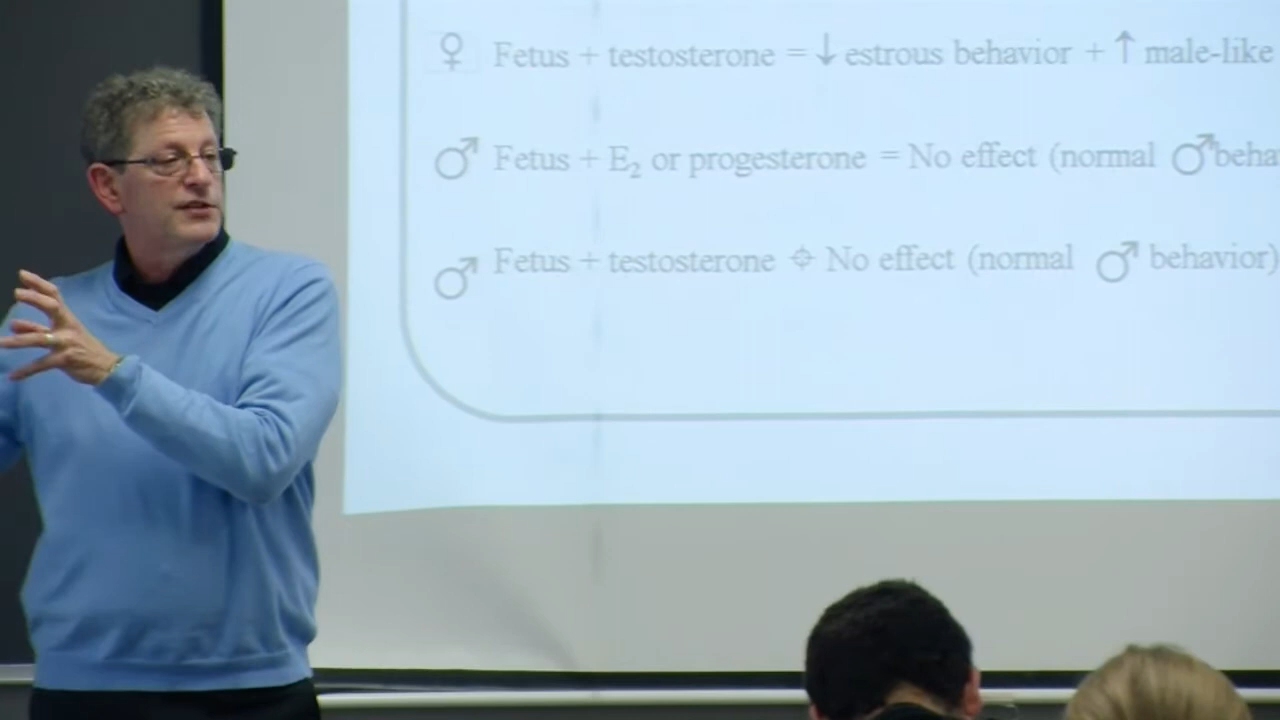 ♀ Fetus + testosterone = ↓ estrous behavior + ↑ male-like
♂ Fetus + E₂ or progesterone = No effect (normal ♂ beha
♂ Fetus + testosterone ⌖ No effect (normal ♂ behavior)